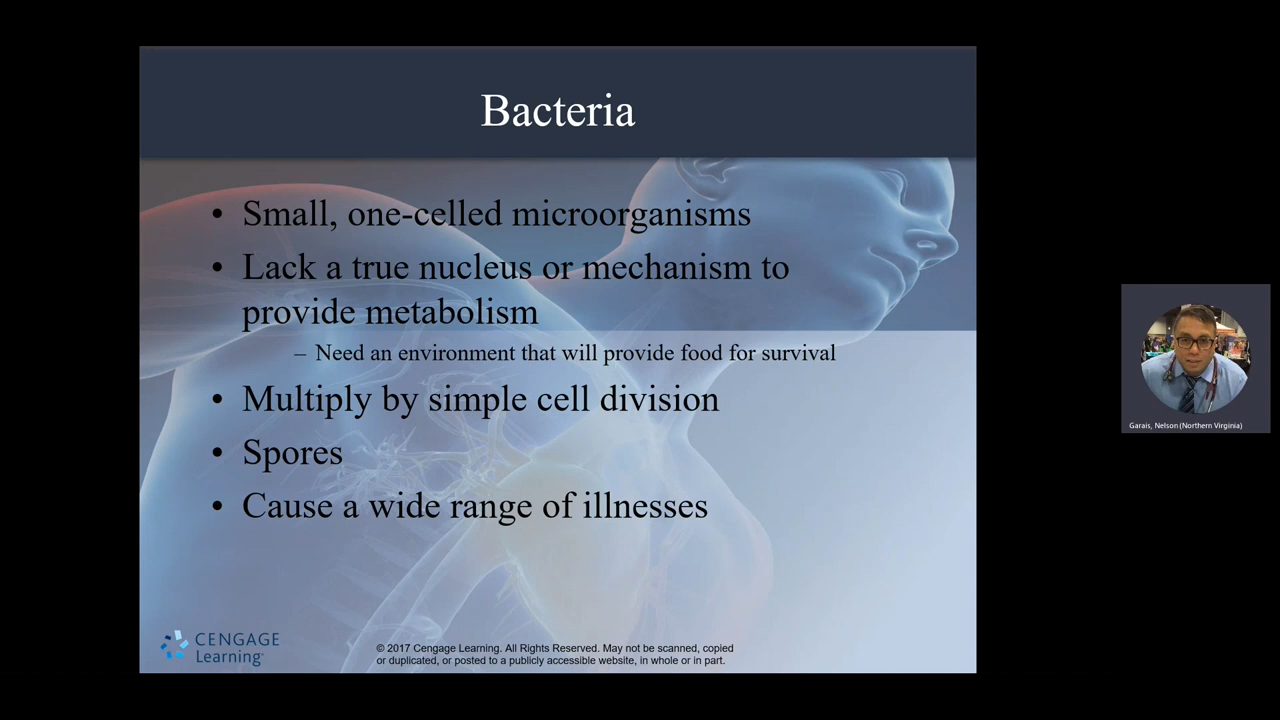 Bacteria
• Small, one-celled microorganisms
• Lack a true nucleus or mechanism to
provide metabolism
– Need an environment that will provide food for survival
• Multiply by simple cell division
• Spores
• Cause a wide range of illnesses
CENGAGE
Learning
© 2017 Cengage Learning. All Rights Reserved. May not be scanned, copied
or duplicated, or posted to a publicly accessible website, in whole or in part.
Garais, Nelson (Northern Virginia)